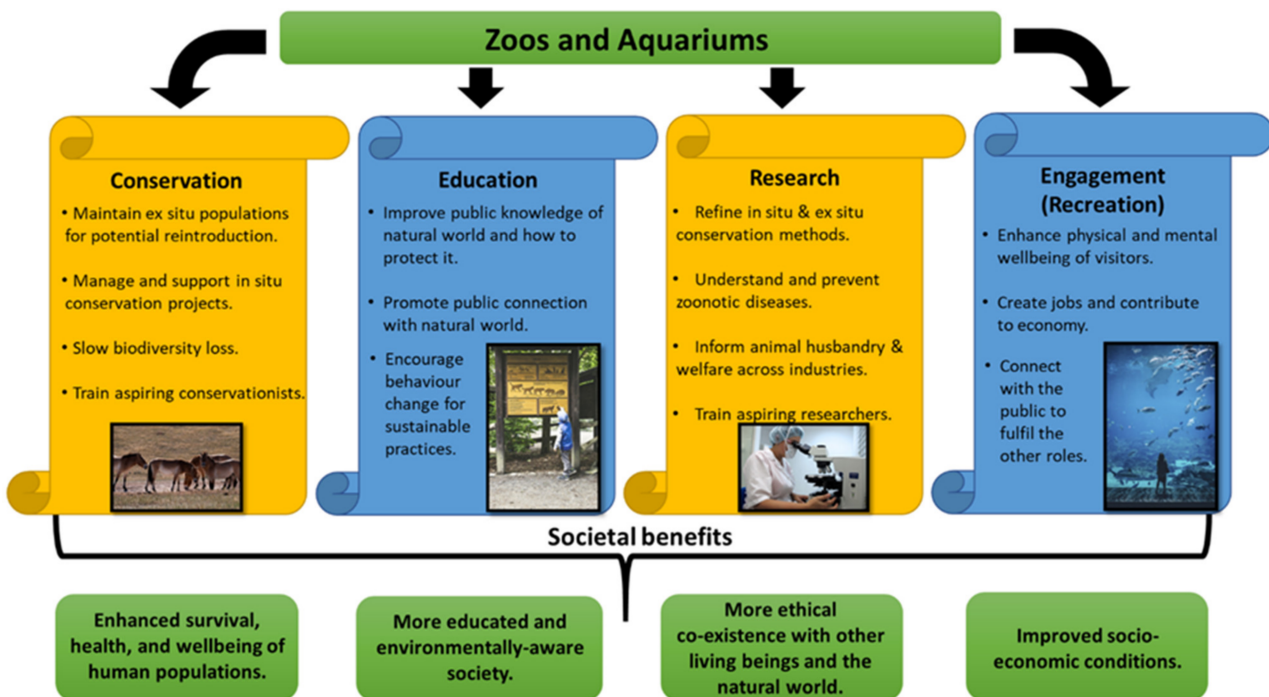 Zoos and Aquariums
Conservation
• Maintain ex situ populations
for potential reintroduction.
• Manage and support in situ
conservation projects.
• Slow biodiversity loss.
• Train aspiring conservationists.
Education
• Improve public knowledge of
natural world and how to
protect it.
• Promote public connection
with natural world.
• Encourage
behaviour
change for
sustainable
practices.
Research
• Refine in situ & ex situ
conservation methods.
• Understand and prevent
zoonotic diseases.
• Inform animal husbandry &
welfare across industries.
• Train aspiring researchers.
Engagement
(Recreation)
• Enhance physical and mental
wellbeing of visitors.
• Create jobs and contribute
to economy.
• Connect
with the
public to
fulfil the
other roles.
Societal benefits
Enhanced survival,
health, and wellbeing of
human populations.
More educated and
environmentally-aware
society.
More ethical
co-existence with other
living beings and the
natural world.
Improved socio-
economic conditions.